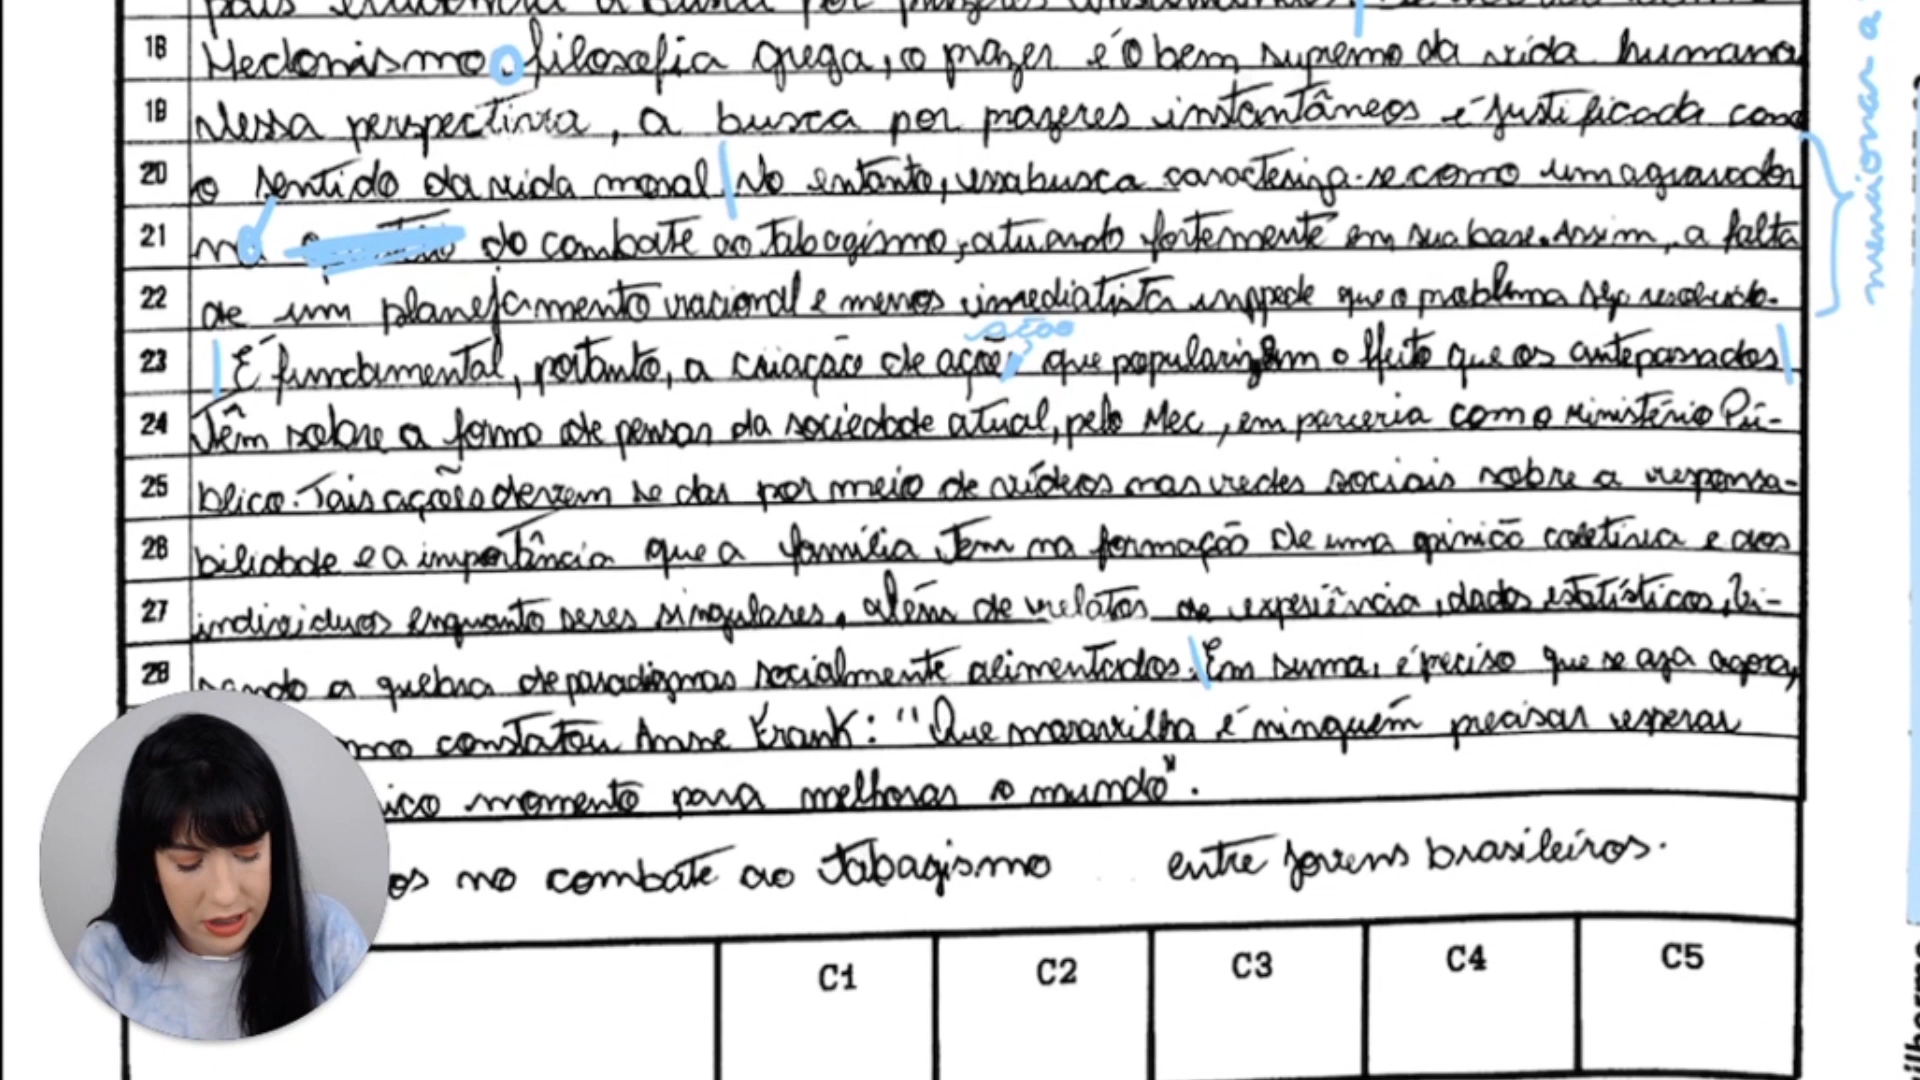 18 Hedonismo, filosofia grega, o prazer é o bem supremo da vida humana
19 Nessa perspectiva, a busca por prazeres instantâneos é justificada como
20 o sentido da vida moral. No entanto, essa busca caracteriza-se como um agravador
21 na do combate ao tabagismo, atuando fortemente em sua base. Assim, a falta
22 de um planejamento racional e menos imediatista impede que o problema seja resolvido.
ação
23 É fundamental, portanto, a criação de ações que popularizem o efeito que os antepassados
24 Têm sobre a forma de pensar da sociedade atual, pelo Mec, em parceria com o Ministério Pú-
25 blico. Tais ações devem se dar por meio de vídeos nas redes sociais sobre a responsa-
26 bilidade e a importância que a família tem na formação de uma opinião coletiva e aos
27 indivíduos enquanto seres singulares, além de relatos de experiência, dados estatísticos, vi-
28 sando a quebra de paradigmas socialmente alimentados. Em suma, é preciso que se aja agora,
mo constatou Anne Frank: "Que maravilha é ninguém precisar esperar
ico momento para melhorar o mundo".
os no combate ao tabagismo entre jovens brasileiros.
C1 C2 C3 C4 C5
mencionar a